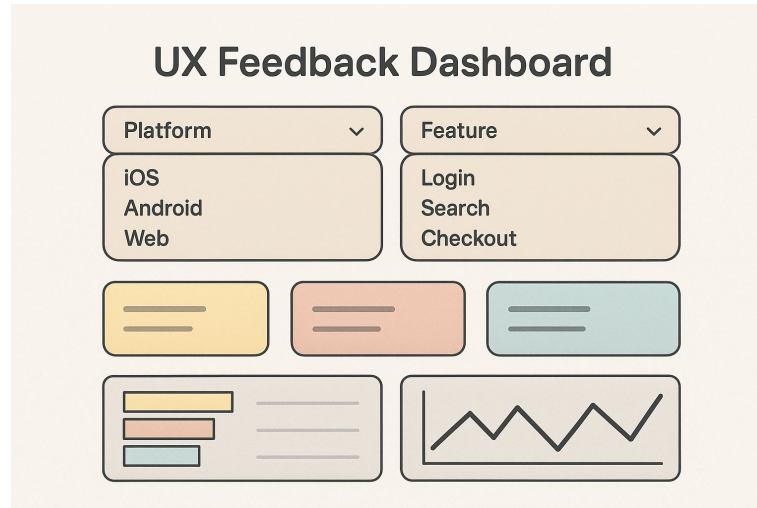 UX Feedback Dashboard
Platform
iOS
Android
Web
Feature
Login
Search
Checkout